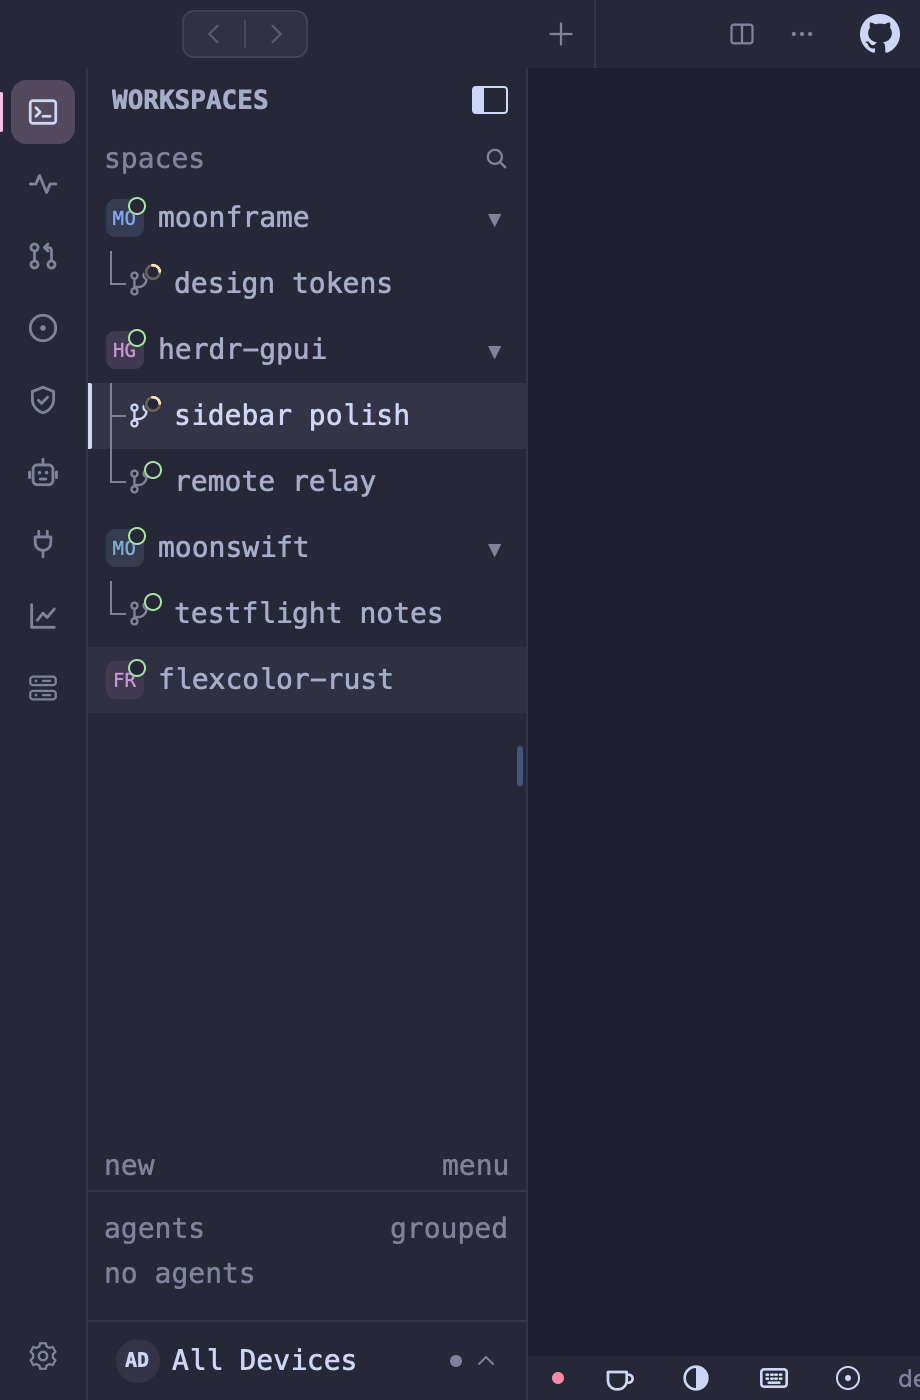 WORKSPACES
spaces
MO moonframe
design tokens
HG herdr-gpui
sidebar polish
remote relay
MO moonswift
testflight notes
FR flexcolor-rust
new menu
agents grouped
no agents
AD All Devices
de